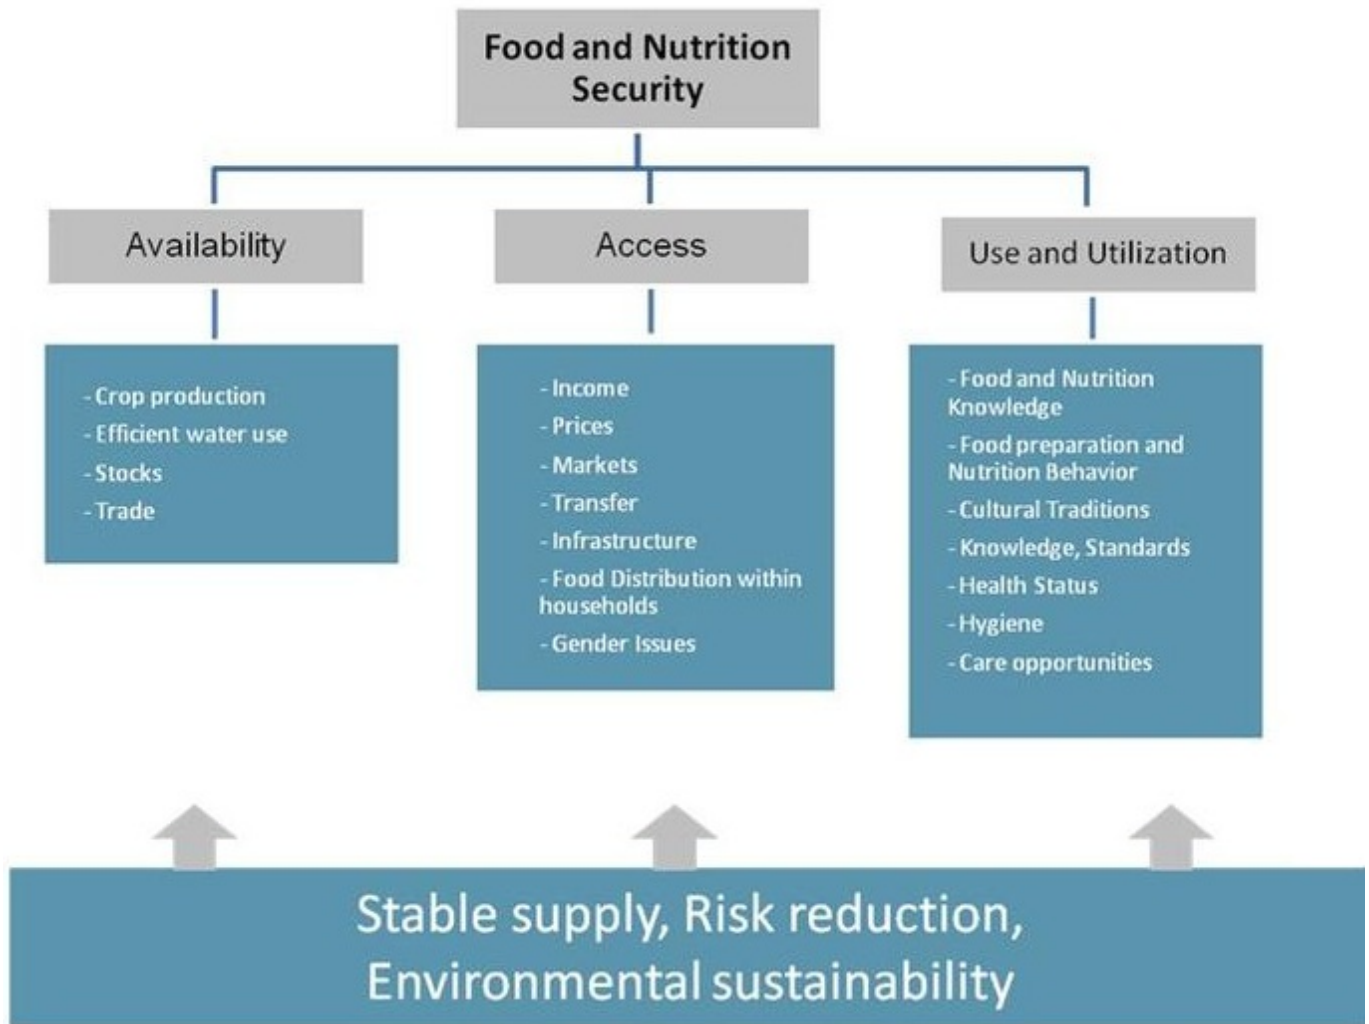 Food and Nutrition
Security
Availability
Access
Use and Utilization
- Crop production
- Efficient water use
- Stocks
- Trade
- Income
- Prices
- Markets
- Transfer
- Infrastructure
- Food Distribution within
households
- Gender Issues
- Food and Nutrition
Knowledge
- Food preparation and
Nutrition Behavior
- Cultural Traditions
- Knowledge, Standards
- Health Status
- Hygiene
- Care opportunities
Stable supply, Risk reduction,
Environmental sustainability